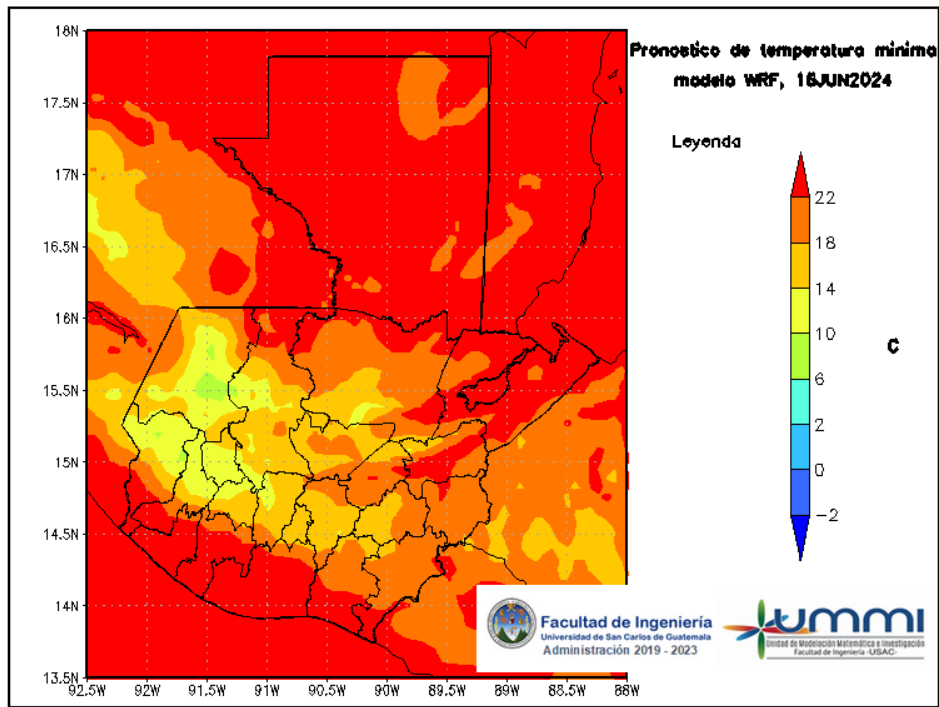 Pronostico de temperatura minima
modelo WRF, 16JUN2024
Leyenda
22
18
14
10
6
2
0
-2
C
18N
17.5N
17N
16.5N
16N
15.5N
15N
14.5N
14N
13.5N
92.5W
92W
91.5W
91W
90.5W
90W
89.5W
89W
88.5W
88W
Facultad de Ingeniería
Universidad de San Carlos de Guatemala
Administración 2019 - 2023
UMMI
Unidad de Modelación Matemática e Investigación
Facultad de Ingeniería -USAC-